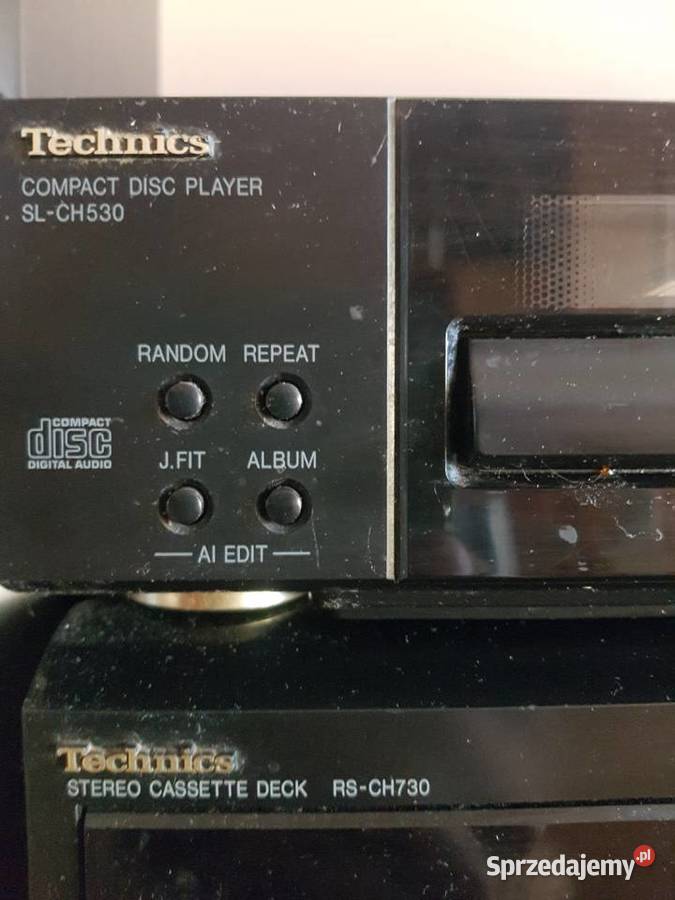 Technics
COMPACT DISC PLAYER
SL-CH530
RANDOM REPEAT
COMPACT
disc
DIGITAL AUDIO
J.FIT ALBUM
AI EDIT
Technics
STEREO CASSETTE DECK RS-CH730
Sprzedajemy.pl